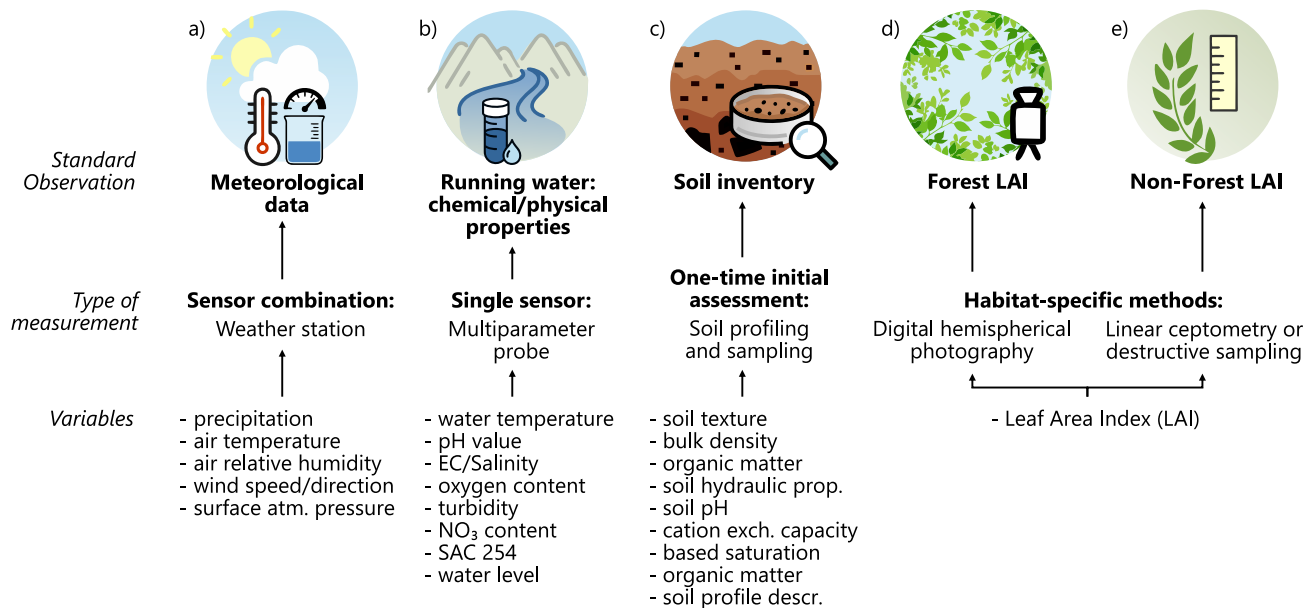 a)
b)
c)
d)
e)
Standard
Observation
Meteorological
data
Running water:
chemical/physical
properties
Soil inventory
Forest LAI
Non-Forest LAI
Type of
measurement
Sensor combination:
Weather station
Single sensor:
Multiparameter
probe
One-time initial
assessment:
Soil profiling
and sampling
Habitat-specific methods:
Digital hemispherical
photography
Linear ceptometry or
destructive sampling
Variables
- precipitation
- air temperature
- air relative humidity
- wind speed/direction
- surface atm. pressure
- water temperature
- pH value
- EC/Salinity
- oxygen content
- turbidity
- NO₃ content
- SAC 254
- water level
- soil texture
- bulk density
- organic matter
- soil hydraulic prop.
- soil pH
- cation exch. capacity
- based saturation
- organic matter
- soil profile descr.
- Leaf Area Index (LAI)